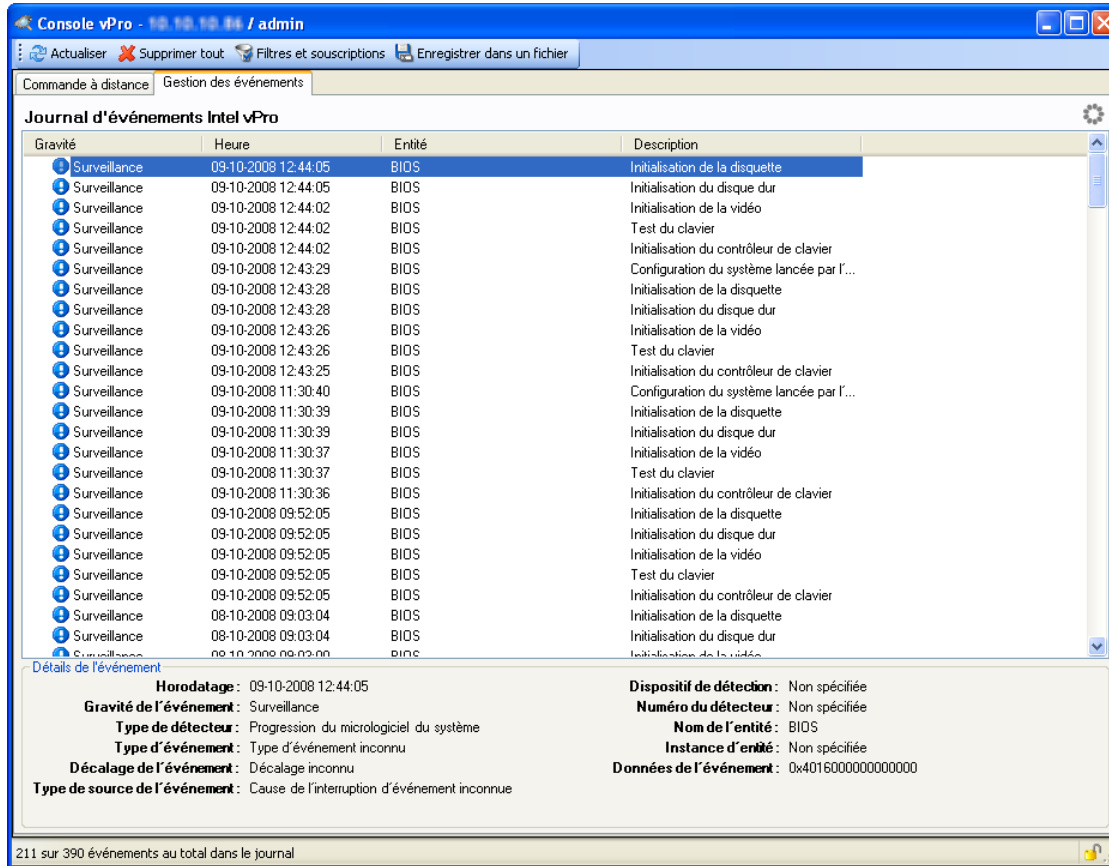 Console vPro - / admin
Actualiser Supprimer tout Filtres et souscriptions Enregistrer dans un fichier
Commande à distance Gestion des événements
Journal d'événements Intel vPro
Gravité Heure Entité Description
Surveillance 09-10-2008 12:44:05 BIOS Initialisation de la disquette
Surveillance 09-10-2008 12:44:05 BIOS Initialisation du disque dur
Surveillance 09-10-2008 12:44:02 BIOS Initialisation de la vidéo
Surveillance 09-10-2008 12:44:02 BIOS Test du clavier
Surveillance 09-10-2008 12:44:02 BIOS Initialisation du contrôleur de clavier
Surveillance 09-10-2008 12:43:29 BIOS Configuration du système lancée par l´...
Surveillance 09-10-2008 12:43:28 BIOS Initialisation de la disquette
Surveillance 09-10-2008 12:43:28 BIOS Initialisation du disque dur
Surveillance 09-10-2008 12:43:26 BIOS Initialisation de la vidéo
Surveillance 09-10-2008 12:43:26 BIOS Test du clavier
Surveillance 09-10-2008 12:43:25 BIOS Initialisation du contrôleur de clavier
Surveillance 09-10-2008 11:30:40 BIOS Configuration du système lancée par l´...
Surveillance 09-10-2008 11:30:39 BIOS Initialisation de la disquette
Surveillance 09-10-2008 11:30:39 BIOS Initialisation du disque dur
Surveillance 09-10-2008 11:30:37 BIOS Initialisation de la vidéo
Surveillance 09-10-2008 11:30:37 BIOS Test du clavier
Surveillance 09-10-2008 11:30:36 BIOS Initialisation du contrôleur de clavier
Surveillance 09-10-2008 09:52:05 BIOS Initialisation de la disquette
Surveillance 09-10-2008 09:52:05 BIOS Initialisation du disque dur
Surveillance 09-10-2008 09:52:05 BIOS Initialisation de la vidéo
Surveillance 09-10-2008 09:52:05 BIOS Test du clavier
Surveillance 09-10-2008 09:52:05 BIOS Initialisation du contrôleur de clavier
Surveillance 08-10-2008 09:03:04 BIOS Initialisation de la disquette
Surveillance 08-10-2008 09:03:04 BIOS Initialisation du disque dur
Surveillance 08-10-2008 09:03:00 BIOS Initialisation de la vidéo
Détails de l'événement
Horodatage : 09-10-2008 12:44:05 Dispositif de détection : Non spécifiée
Gravité de l´événement : Surveillance Numéro du détecteur : Non spécifiée
Type de détecteur : Progression du micrologiciel du système Nom de l´entité : BIOS
Type d´événement : Type d´événement inconnu Instance d´entité : Non spécifiée
Décalage de l´événement : Décalage inconnu Données de l´événement : 0x4016000000000000
Type de source de l´événement : Cause de l´interruption d´événement inconnue
211 sur 390 événements au total dans le journal